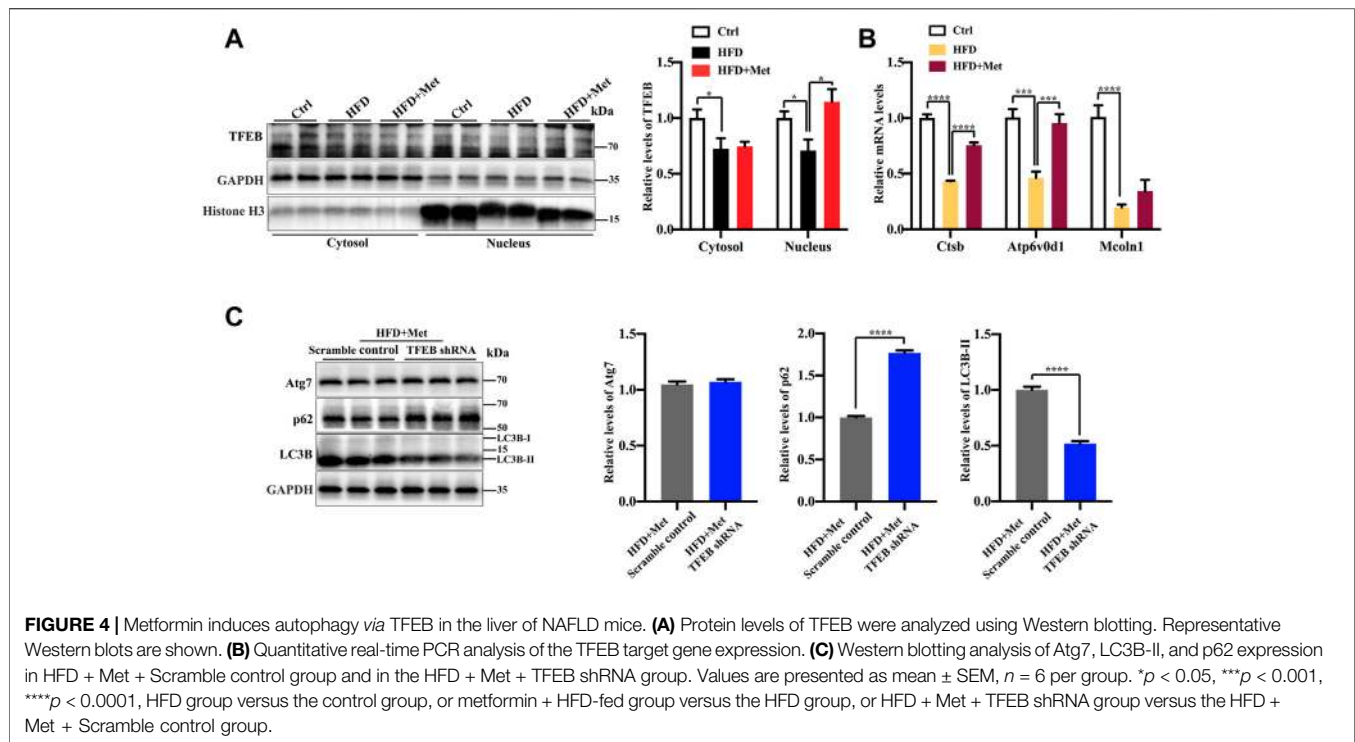 A
Ctrl
HFD
HFD+Met
Ctrl
HFD
HFD+Met
kDa
TFEB
70
GAPDH
35
Histone H3
15
Cytosol
Nucleus
Ctrl
HFD
HFD+Met
Relative levels of TFEB
1.5
1.0
0.5
0.0
*
*
*
Cytosol
Nucleus
B
Ctrl
HFD
HFD+Met
Relative mRNA levels
1.5
1.0
0.5
0.0
****
****
***
***
****
Ctsb
Atp6v0d1
Mcoln1
C
HFD+Met
Scramble control
TFEB shRNA
kDa
Atg7
70
p62
70
50
LC3B
LC3B-I
15
LC3B-II
GAPDH
35
Relative levels of Atg7
1.5
1.0
0.5
0.0
HFD+Met
Scramble control
HFD+Met
TFEB shRNA
Relative levels of p62
2.0
1.5
1.0
0.5
0.0
****
HFD+Met
Scramble control
HFD+Met
TFEB shRNA
Relative levels of LC3B-II
1.5
1.0
0.5
0.0
****
HFD+Met
Scramble control
HFD+Met
TFEB shRNA
FIGURE 4 | Metformin induces autophagy via TFEB in the liver of NAFLD mice. (A) Protein levels of TFEB were analyzed using Western blotting. Representative
Western blots are shown. (B) Quantitative real-time PCR analysis of the TFEB target gene expression. (C) Western blotting analysis of Atg7, LC3B-II, and p62 expression
in HFD + Met + Scramble control group and in the HFD + Met + TFEB shRNA group. Values are presented as mean ± SEM, n = 6 per group. *p < 0.05, ***p < 0.001,
****p < 0.0001, HFD group versus the control group, or metformin + HFD-fed group versus the HFD group, or HFD + Met + TFEB shRNA group versus the HFD +
Met + Scramble control group.